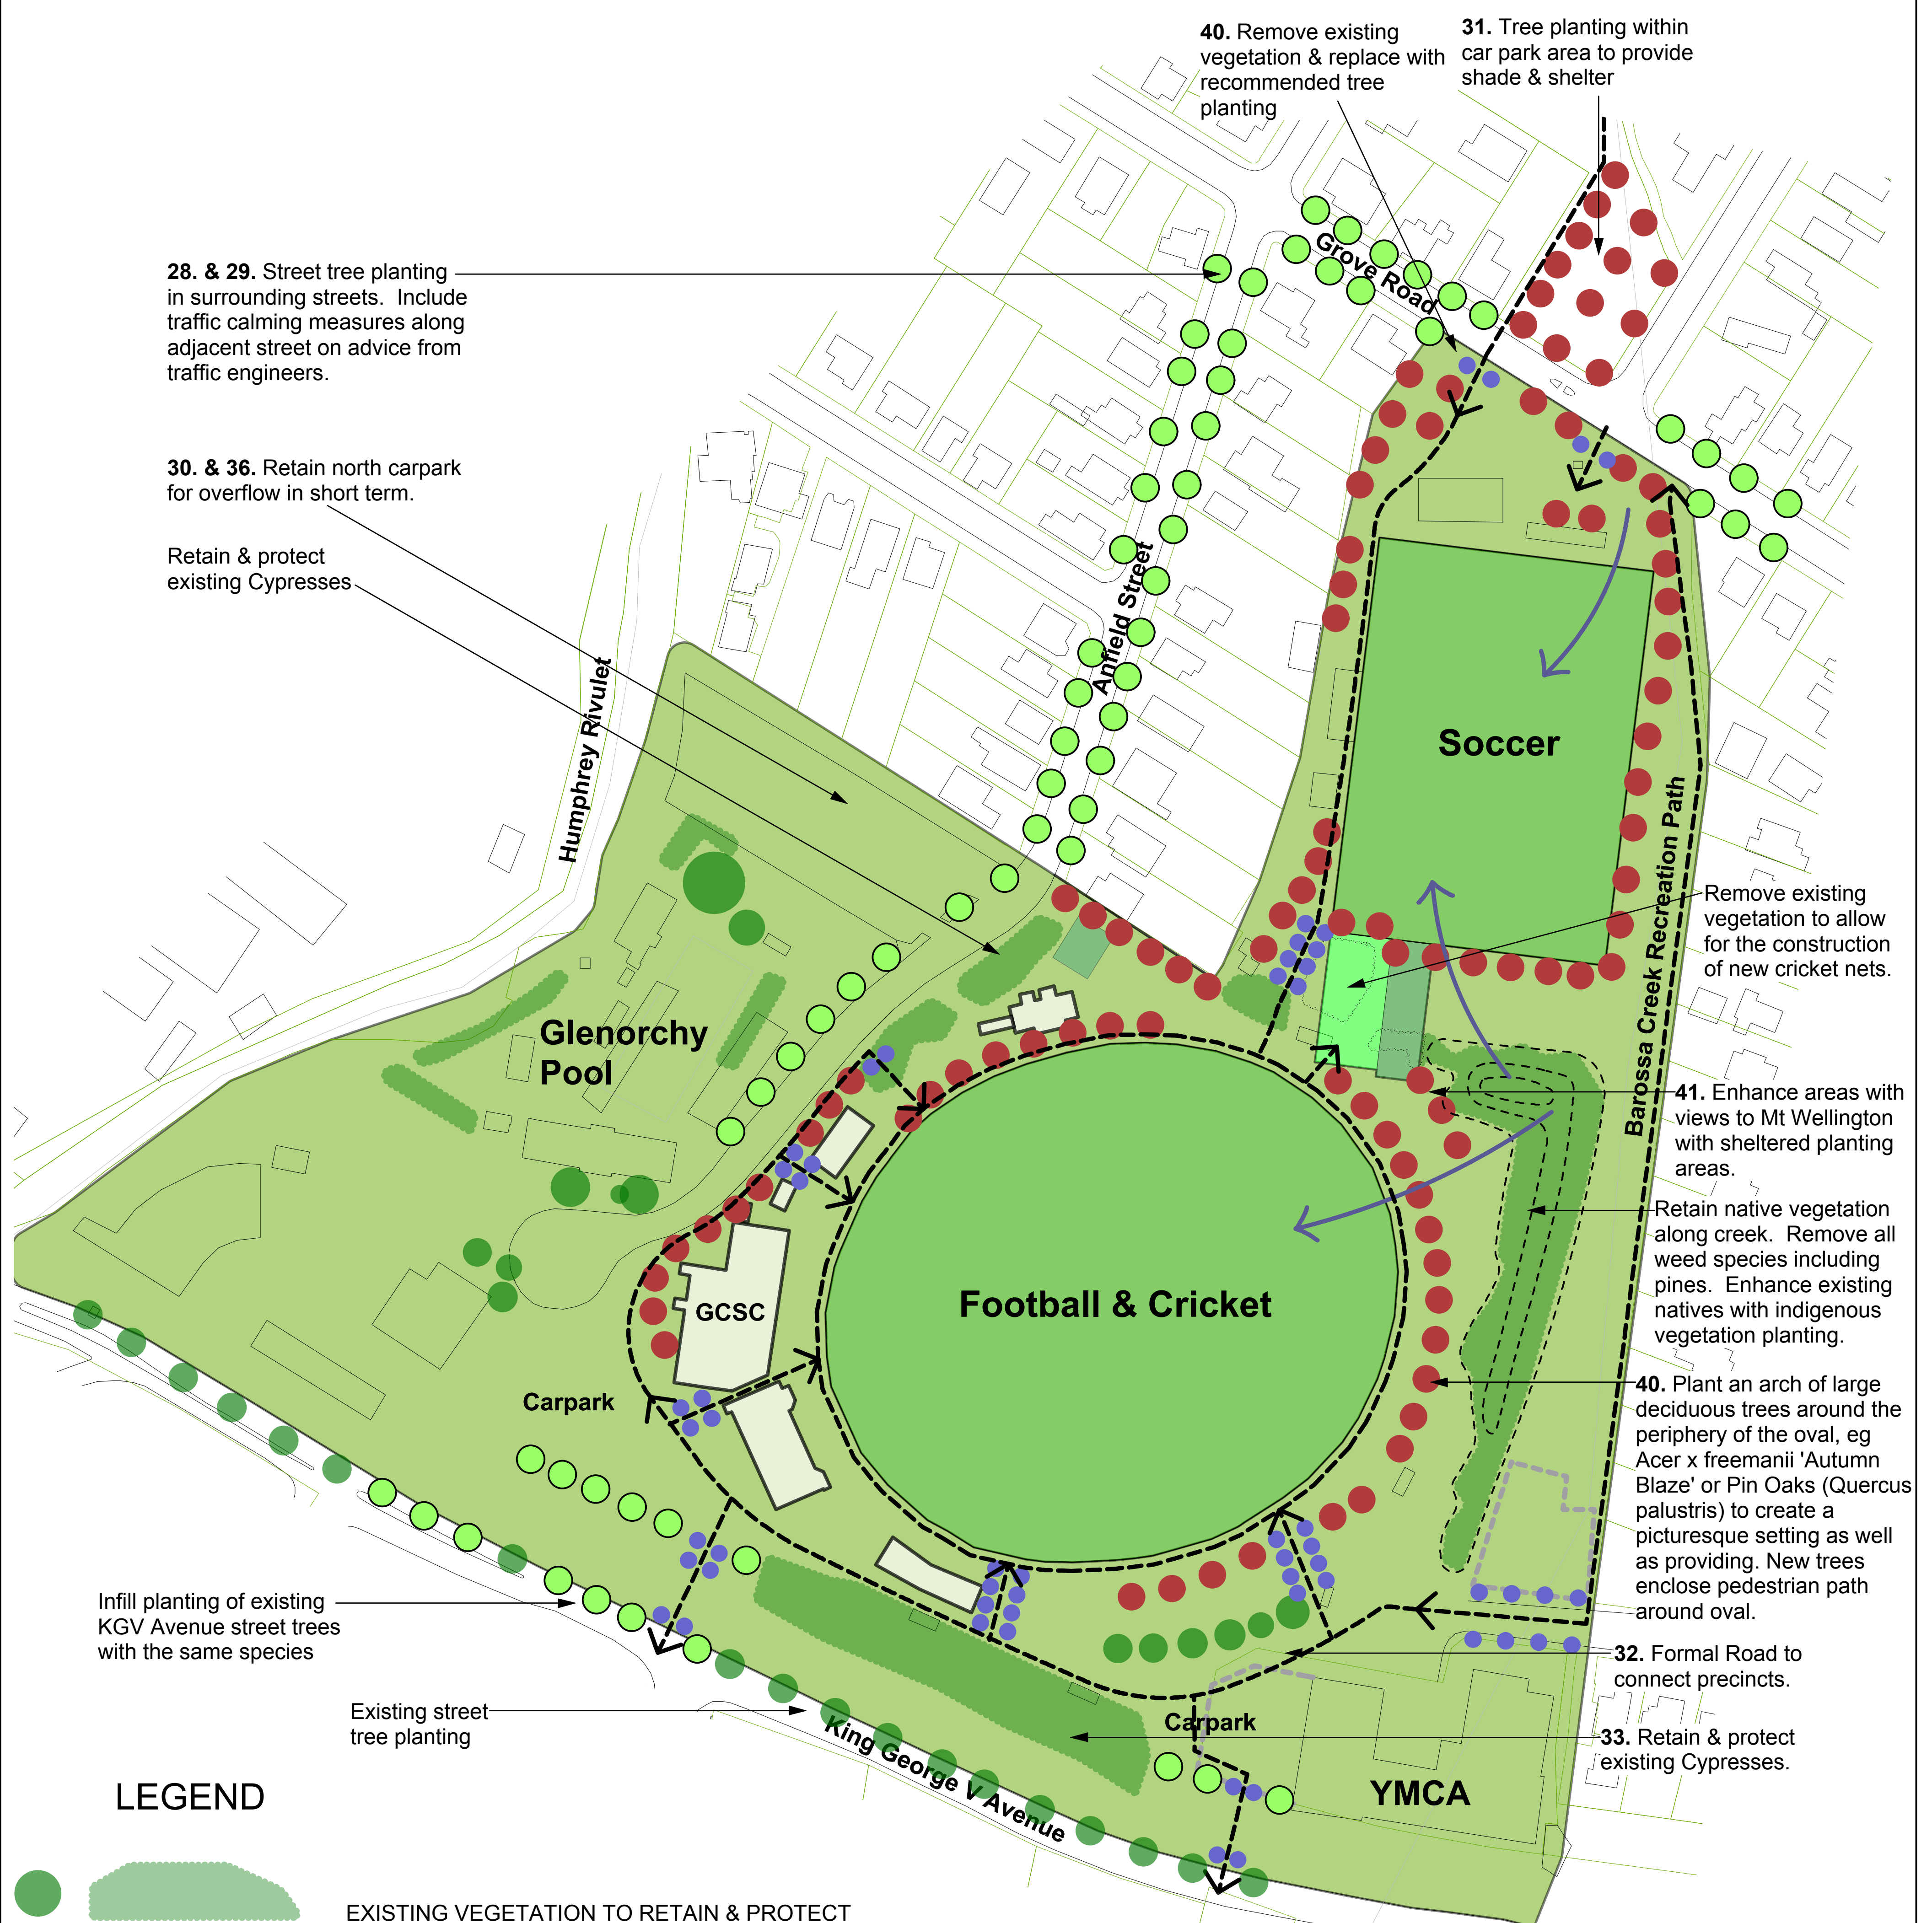 40. Remove existing
vegetation & replace with
recommended tree
planting
31. Tree planting within
car park area to provide
shade & shelter
28. & 29. Street tree planting
in surrounding streets. Include
traffic calming measures along
adjacent street on advice from
traffic engineers.
Grove Road
30. & 36. Retain north carpark
for overflow in short term.
Retain & protect
existing Cypresses
Anfield Street
Humphrey Rivulet
Soccer
Barossa Creek Recreation Path
Remove existing
vegetation to allow
for the construction
of new cricket nets.
Glenorchy
Pool
41. Enhance areas with
views to Mt Wellington
with sheltered planting
areas.
Retain native vegetation
along creek. Remove all
weed species including
pines. Enhance existing
natives with indigenous
vegetation planting.
Football & Cricket
GCSC
Carpark
40. Plant an arch of large
deciduous trees around the
periphery of the oval, eg
Acer x freemanii 'Autumn
Blaze' or Pin Oaks (Quercus
palustris) to create a
picturesque setting as well
as providing. New trees
enclose pedestrian path
around oval.
Infill planting of existing
KGV Avenue street trees
with the same species
32. Formal Road to
connect precincts.
Existing street
tree planting
Carpark
33. Retain & protect
existing Cypresses.
King George V Avenue
YMCA
LEGEND
EXISTING VEGETATION TO RETAIN & PROTECT